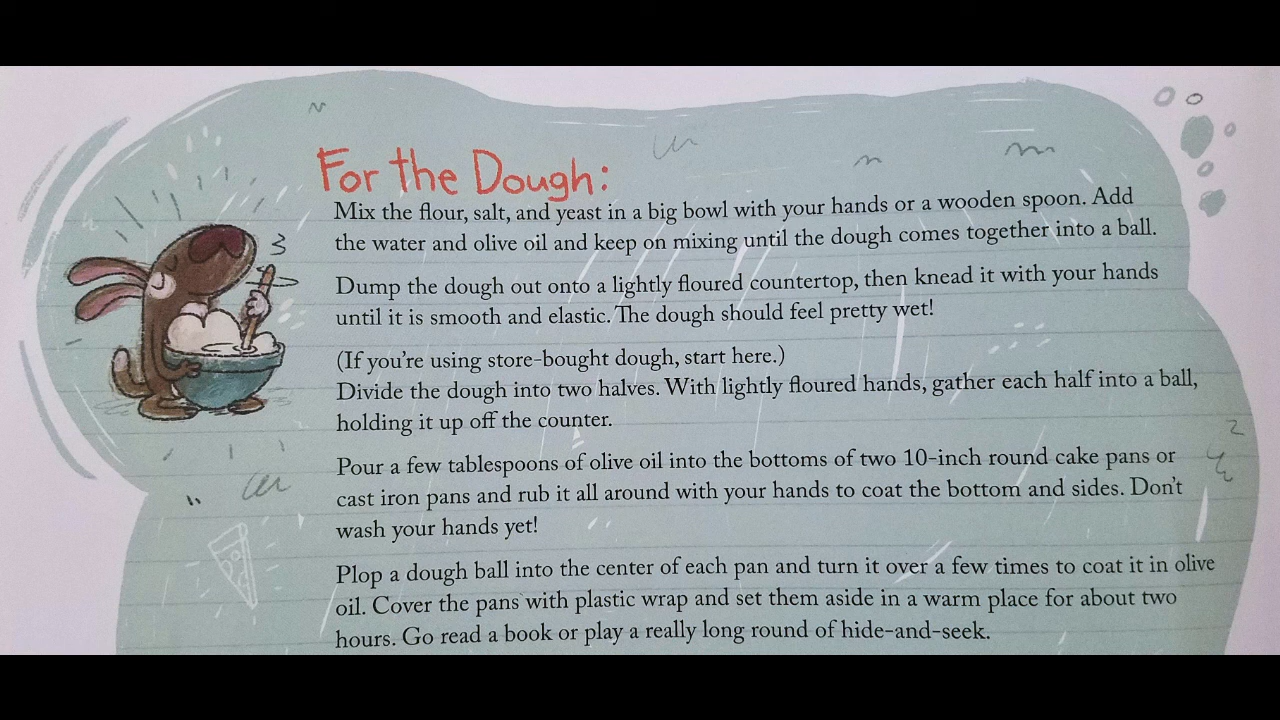 For the Dough:
Mix the flour, salt, and yeast in a big bowl with your hands or a wooden spoon. Add
the water and olive oil and keep on mixing until the dough comes together into a ball.
Dump the dough out onto a lightly floured countertop, then knead it with your hands
until it is smooth and elastic. The dough should feel pretty wet!
(If you're using store-bought dough, start here.)
Divide the dough into two halves. With lightly floured hands, gather each half into a ball,
holding it up off the counter.
Pour a few tablespoons of olive oil into the bottoms of two 10-inch round cake pans or
cast iron pans and rub it all around with your hands to coat the bottom and sides. Don't
wash your hands yet!
Plop a dough ball into the center of each pan and turn it over a few times to coat it in olive
oil. Cover the pans with plastic wrap and set them aside in a warm place for about two
hours. Go read a book or play a really long round of hide-and-seek.